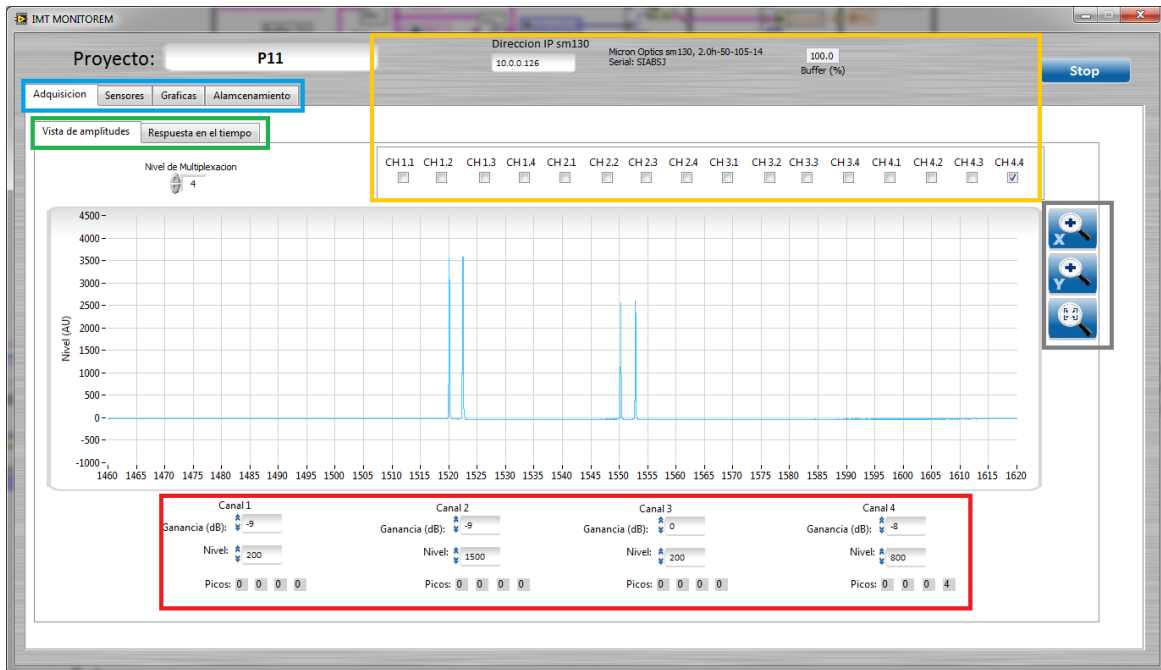 IMT MONITOREM
Proyecto: P11
Direccion IP sm130
10.0.0.126
Micron Optics sm130, 2.0h-50-105-14
Serial: SIABSJ
100.0
Buffer (%)
Stop
Adquisicion Sensores Graficas Alamcenamiento
Vista de amplitudes Respuesta en el tiempo
Nivel de Multiplexacion
4
CH 1.1 CH 1.2 CH 1.3 CH 1.4 CH 2.1 CH 2.2 CH 2.3 CH 2.4 CH 3.1 CH 3.2 CH 3.3 CH 3.4 CH 4.1 CH 4.2 CH 4.3 CH 4.4
4500
4000
3500
3000
2500
2000
1500
1000
500
0
-500
-1000
Nivel (AU)
1460 1465 1470 1475 1480 1485 1490 1495 1500 1505 1510 1515 1520 1525 1530 1535 1540 1545 1550 1555 1560 1565 1570 1575 1580 1585 1590 1595 1600 1605 1610 1615 1620
X
Y
Canal 1 Canal 2 Canal 3 Canal 4
Ganancia (dB): -9 Ganancia (dB): -9 Ganancia (dB): 0 Ganancia (dB): -8
Nivel: 200 Nivel: 1500 Nivel: 200 Nivel: 800
Picos: 0 0 0 0 Picos: 0 0 0 0 Picos: 0 0 0 0 Picos: 0 0 0 4